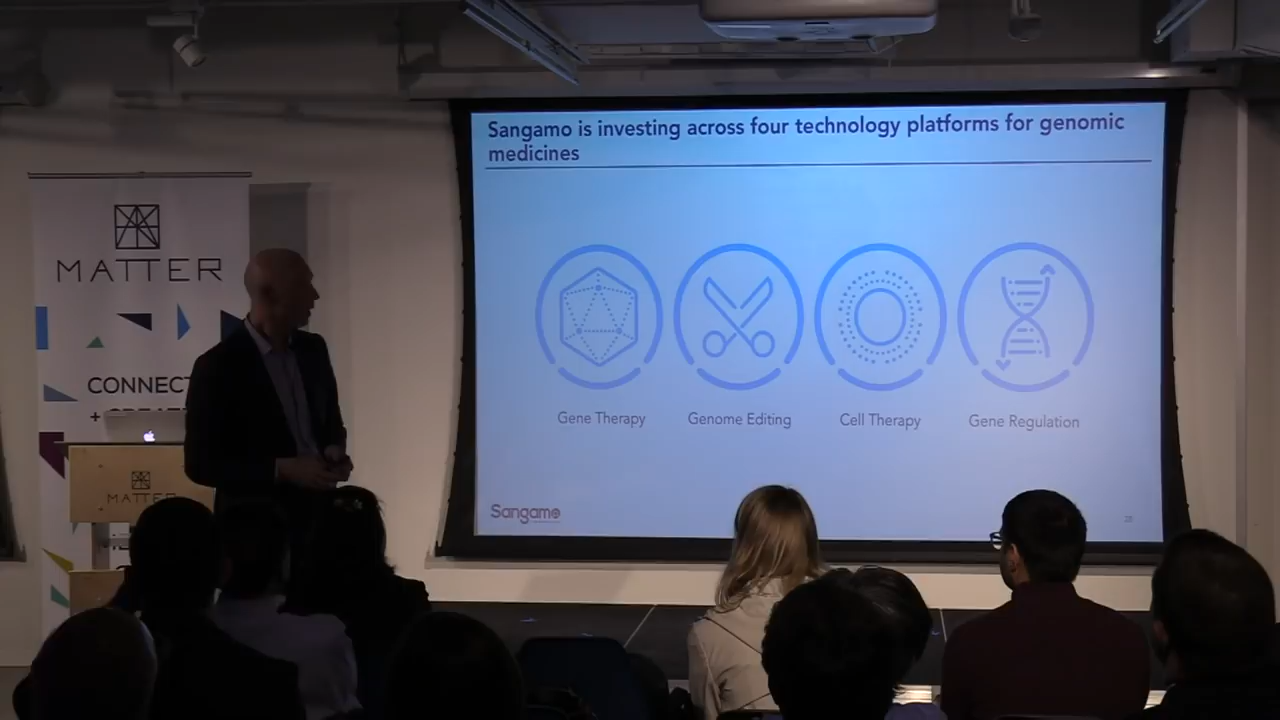 Sangamo is investing across four technology platforms for genomic
medicines
Gene Therapy
Genome Editing
Cell Therapy
Gene Regulation
Sangamo
MATTER
CONNECT
+
MATTER